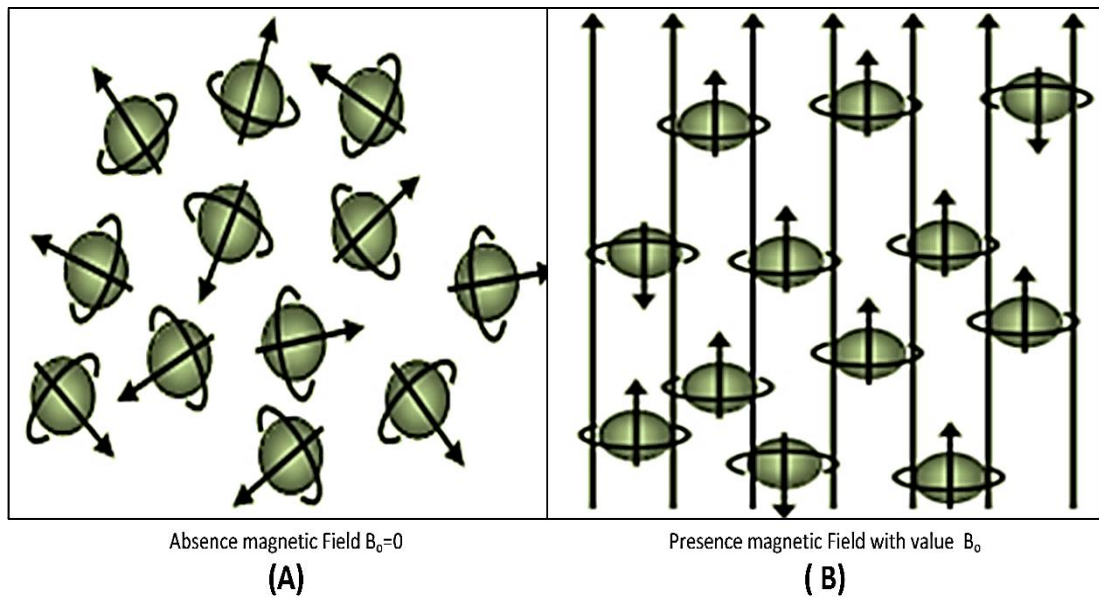 Absence magnetic Field B₀=0
(A)
Presence magnetic Field with value B₀
( B)